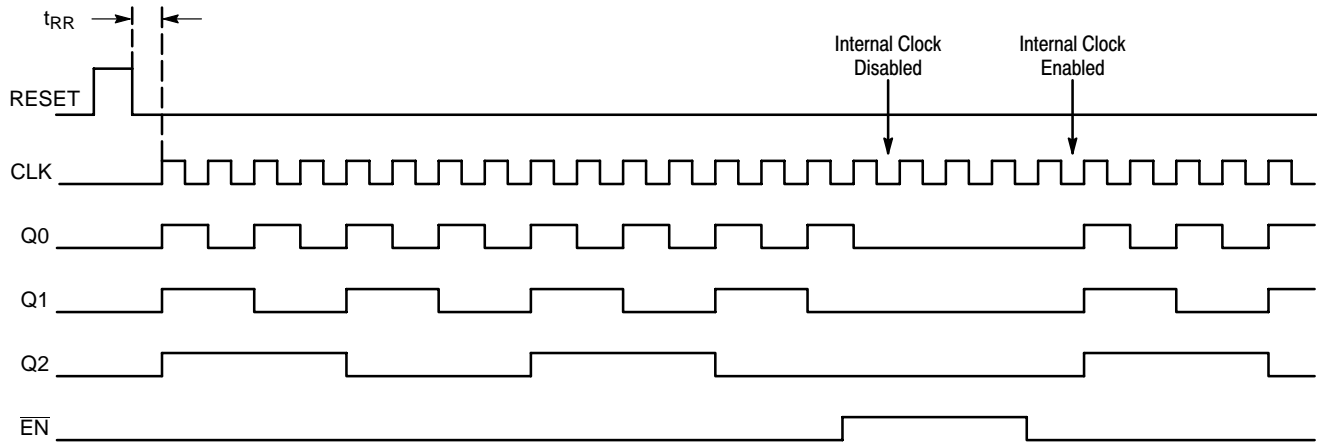 tRR
Internal Clock
Disabled
Internal Clock
Enabled
RESET
CLK
Q0
Q1
Q2
EN